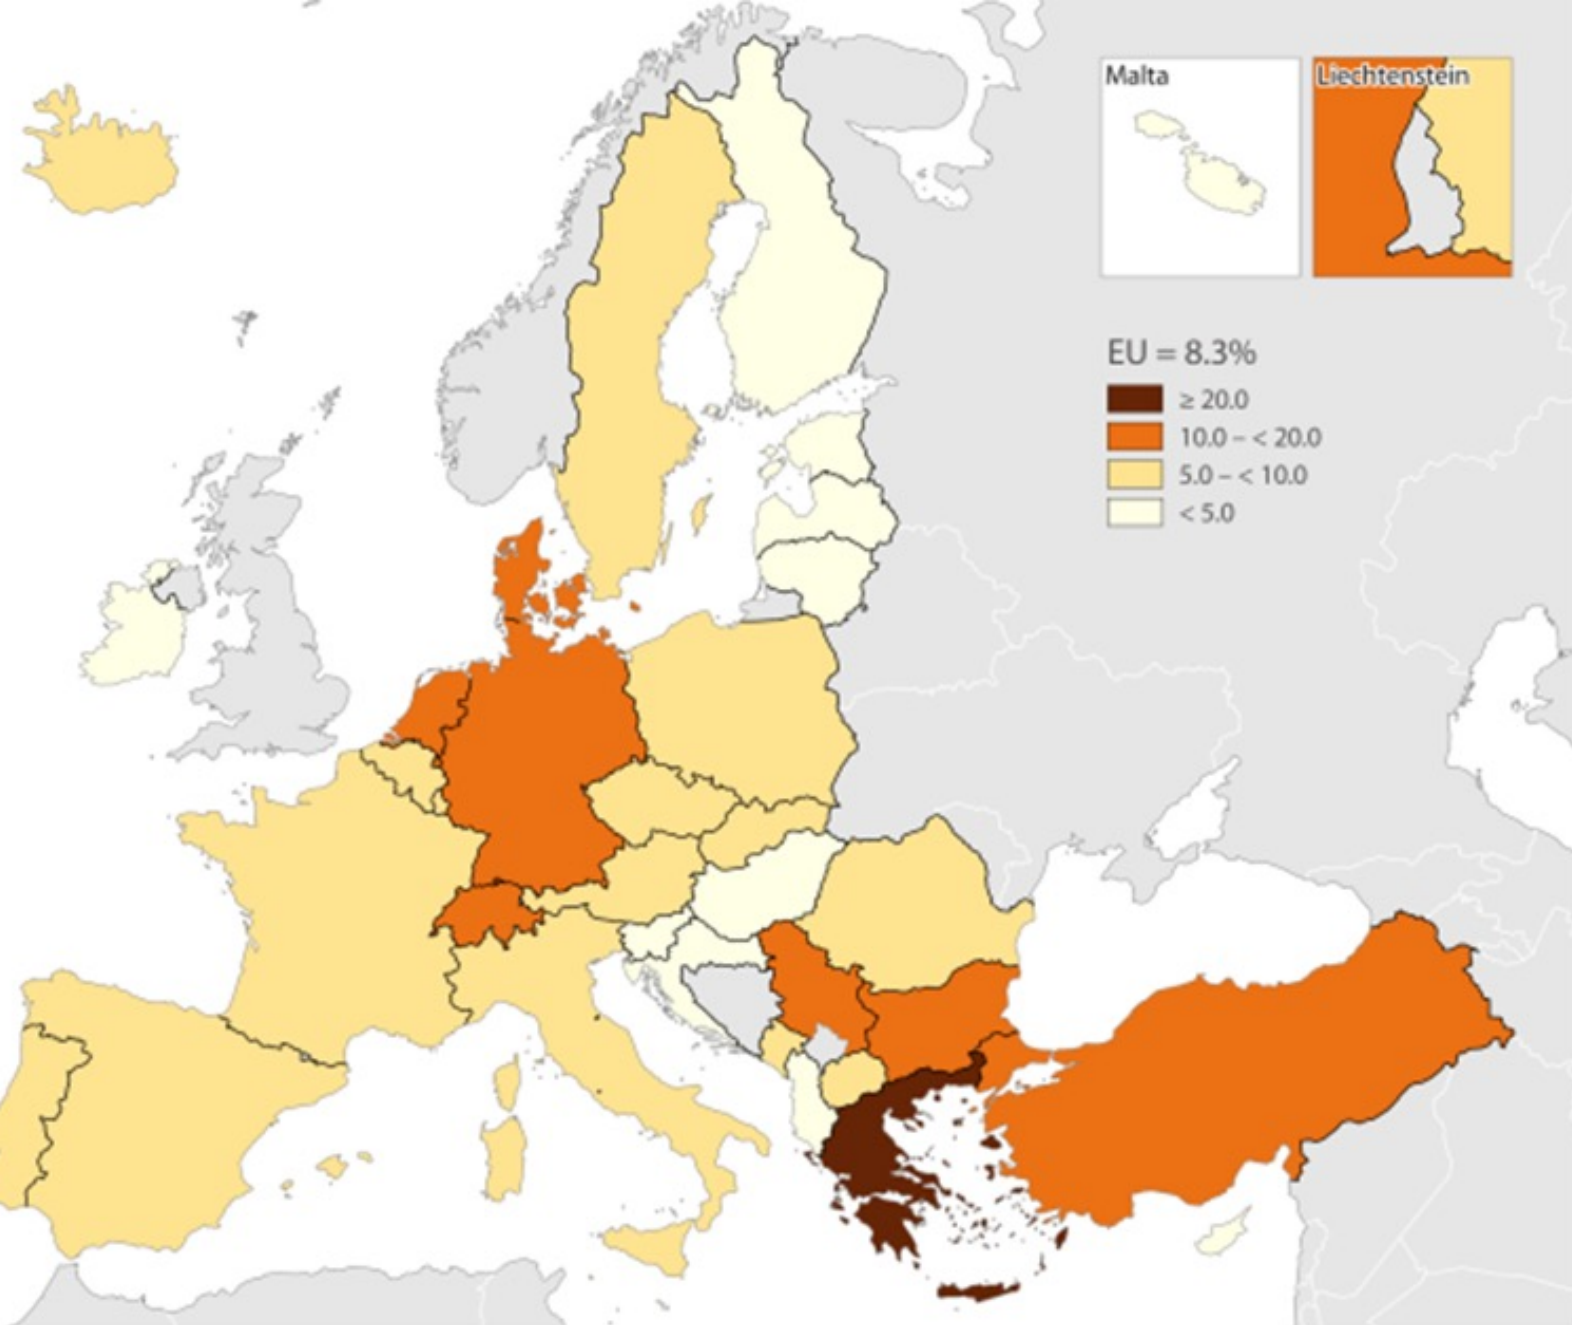 Malta
Liechtenstein
EU = 8.3%
≥ 20.0
10.0 – < 20.0
5.0 – < 10.0
< 5.0